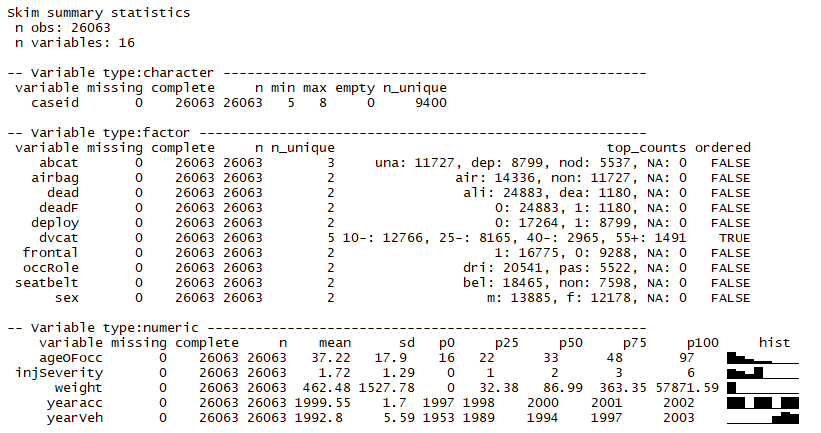 Skim summary statistics
 n obs: 26063
 n variables: 16

-- Variable type:character ------------------------------------------------------
 variable missing complete     n min max empty n_unique
   caseid       0    26063 26063   5   8     0     9400

-- Variable type:factor ---------------------------------------------------------
 variable missing complete     n n_unique                                  top_counts ordered
    abcat       0    26063 26063        3     una: 11727, dep: 8799, nod: 5537, NA: 0   FALSE
   airbag       0    26063 26063        2               air: 14336, non: 11727, NA: 0   FALSE
     dead       0    26063 26063        2                ali: 24883, dea: 1180, NA: 0   FALSE
    deadF       0    26063 26063        2                    0: 24883, 1: 1180, NA: 0   FALSE
   deploy       0    26063 26063        2                    0: 17264, 1: 8799, NA: 0   FALSE
    dvcat       0    26063 26063        5 10-: 12766, 25-: 8165, 40-: 2965, 55+: 1491    TRUE
  frontal       0    26063 26063        2                    1: 16775, 0: 9288, NA: 0   FALSE
  occRole       0    26063 26063        2                dri: 20541, pas: 5522, NA: 0   FALSE
 seatbelt       0    26063 26063        2                bel: 18465, non: 7598, NA: 0   FALSE
      sex       0    26063 26063        2                   m: 13885, f: 12178, NA: 0   FALSE

-- Variable type:numeric --------------------------------------------------------
    variable missing complete     n    mean      sd   p0     p25     p50     p75     p100     hist
   ageOFocc       0    26063 26063   37.22   17.9    16   22      33      48       97
 injSeverity       0    26063 26063    1.72    1.29    0    1       2       3        6
      weight       0    26063 26063  462.48 1527.78    0   32.38   86.99  363.35 57871.59
     yearacc       0    26063 26063 1999.55    1.7  1997 1998    2000    2001     2002
     yearVeh       0    26063 26063 1992.8     5.59 1953 1989    1994    1997     2003